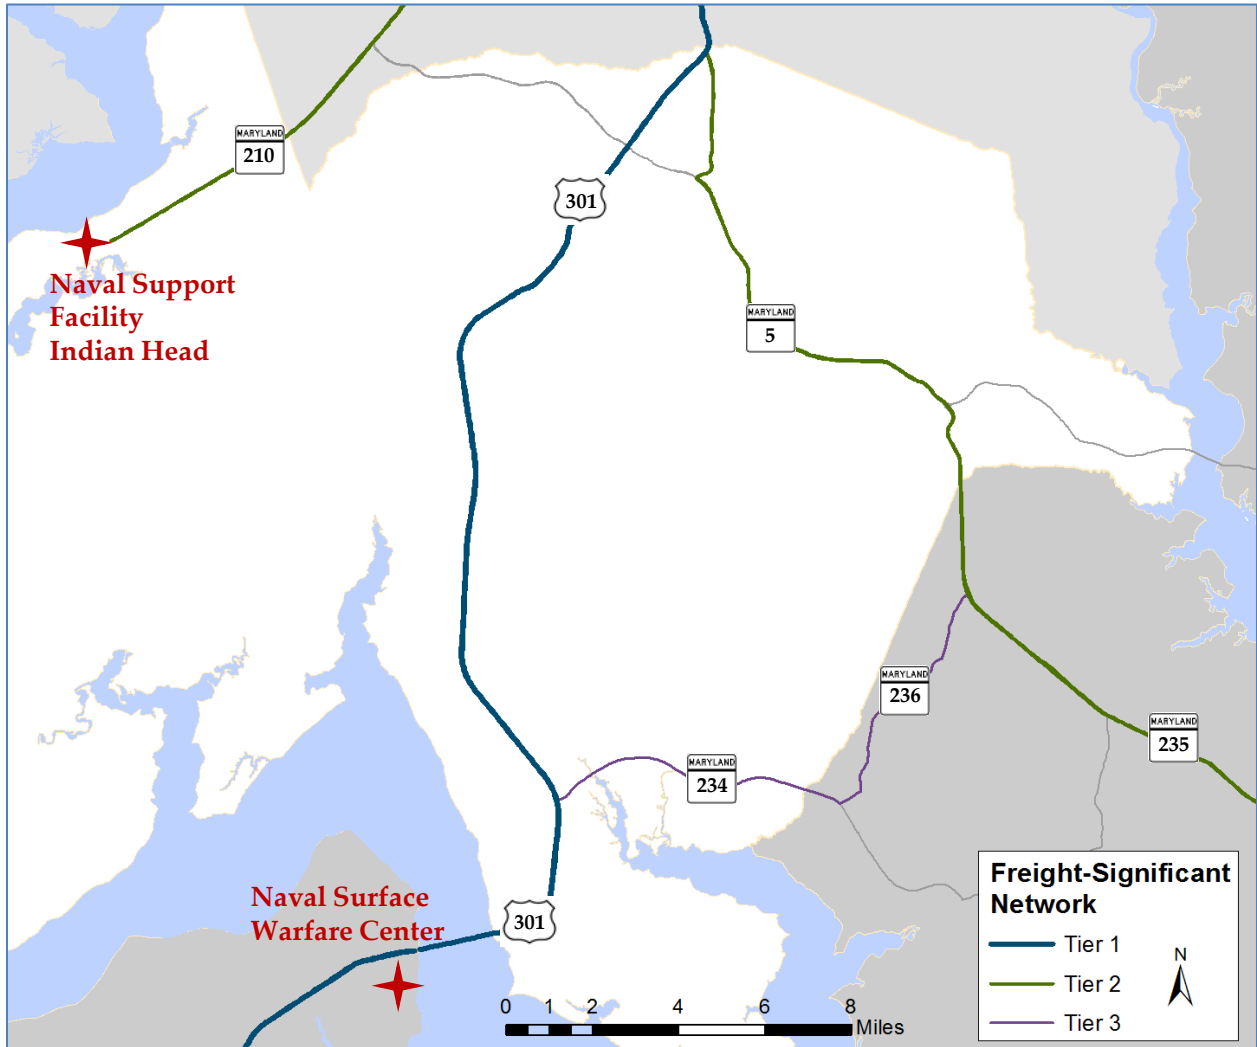 MARYLAND
210
301
Naval Support
Facility
Indian Head
MARYLAND
5
MARYLAND
236
MARYLAND
235
MARYLAND
234
Naval Surface
Warfare Center
301
Freight-Significant
Network
Tier 1
Tier 2
Tier 3
N
0 1 2 4 6 8
Miles